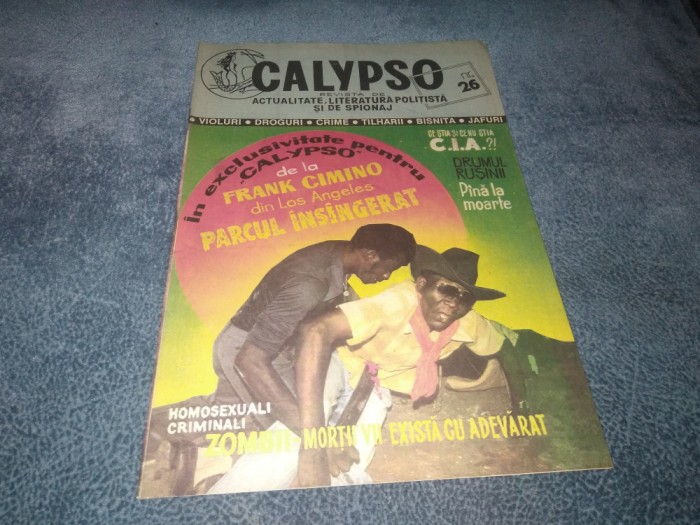 CALYPSO
nr.
26
REVISTA DE
ACTUALITATE, LITERATURĂ POLIȚISTĂ
ȘI DE SPIONAJ
• VIOLURI • DROGURI • CRIME • TÎLHĂRII • BIȘNIȚĂ • JAFURI
în exclusivitate pentru
"CALYPSO"
de la
FRANK CIMINO
din Los Angeles
PARCUL ÎNSÎNGERAT
CE ȘTIA ȘI CE NU ȘTIA
C.I.A.?!
DRUMUL
RUȘINII
Pînă la
moarte
HOMOSEXUALI
CRIMINALI
ZOMBII - MORȚII VII EXISTĂ CU ADEVĂRAT